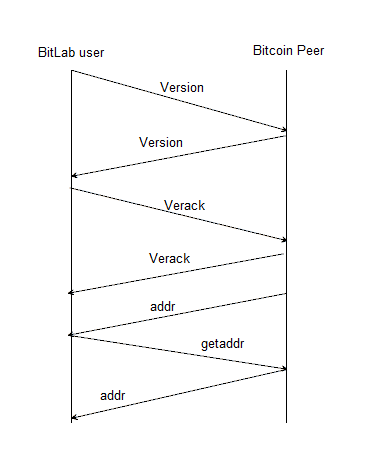 BitLab user
Bitcoin Peer
Version
Version
Verack
Verack
addr
getaddr
addr